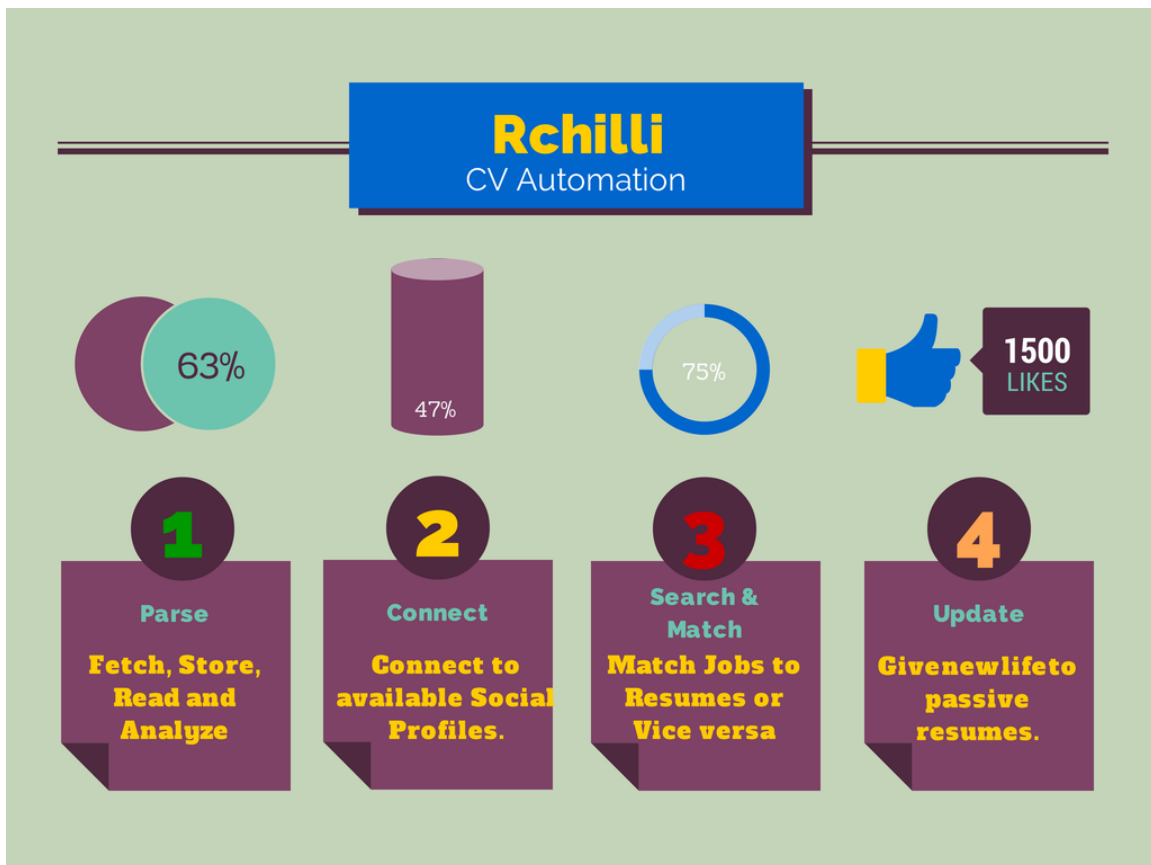 Rchilli
CV Automation
63%
47%
75%
1500
LIKES
1
Parse
Fetch, Store,
Read and
Analyze
2
Connect
Connect to
available Social
Profiles.
3
Search &
Match
Match Jobs to
Resumes or
Vice versa
4
Update
Givenewlifeto
passive
resumes.